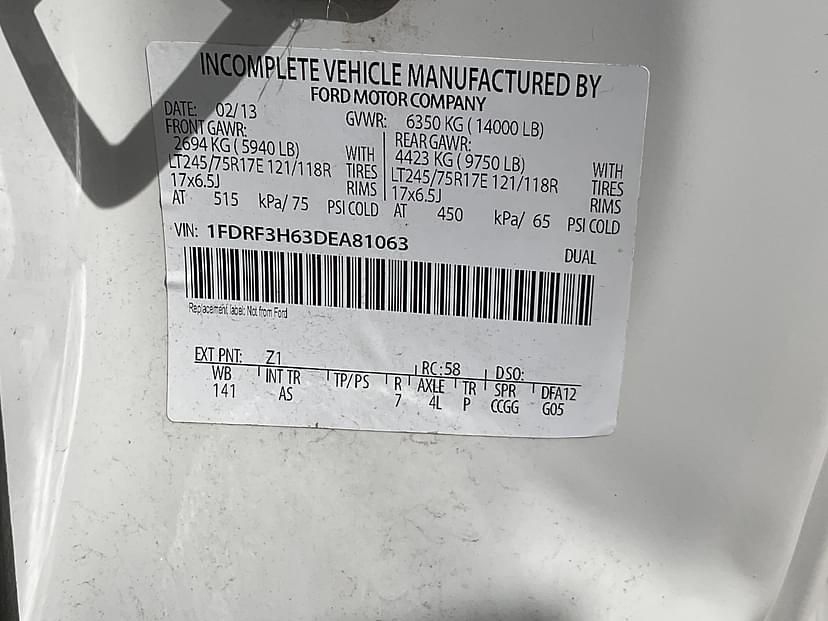 INCOMPLETE VEHICLE MANUFACTURED BY
FORD MOTOR COMPANY
DATE: 02/13 GVWR: 6350 KG ( 14000 LB)
FRONT GAWR: REAR GAWR:
2694 KG ( 5940 LB) WITH 4423 KG ( 9750 LB) WITH
LT245/75R17E 121/118R TIRES LT245/75R17E 121/118R TIRES
17x6.5J RIMS 17x6.5J RIMS
AT 515 kPa/ 75 PSI COLD AT 450 kPa/ 65 PSI COLD
VIN: 1FDRF3H63DEA81063 DUAL
Replacement label: Not from Ford
EXT PNT: Z1 RC: 58 DSO:
WB INT TR TP/PS R AXLE TR SPR DFA12
141 AS 7 4L P CCGG G05